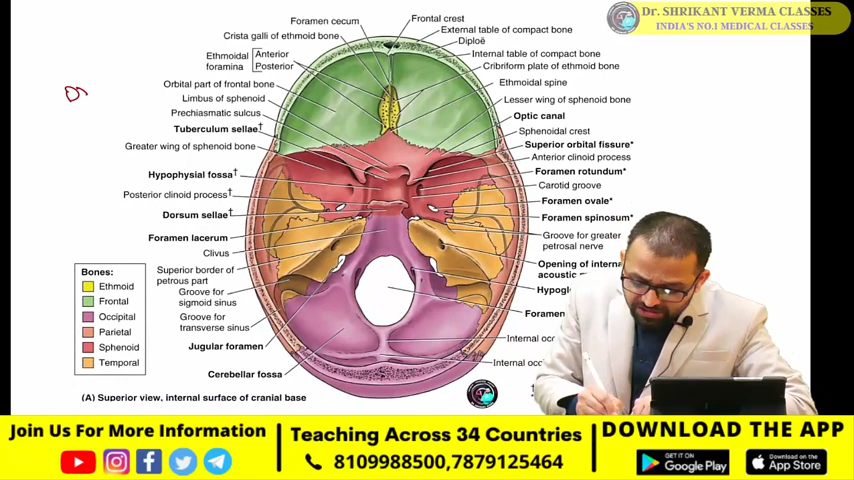 Dr. SHRIKANT VERMA CLASSES
INDIA'S NO.1 MEDICAL CLASSES
Foramen cecum
Frontal crest
Crista galli of ethmoid bone
External table of compact bone
Diploë
Ethmoidal foramina
Anterior
Posterior
Internal table of compact bone
Cribriform plate of ethmoid bone
Orbital part of frontal bone
Ethmoidal spine
Limbus of sphenoid
Lesser wing of sphenoid bone
Prechiasmatic sulcus
Optic canal
Tuberculum sellae†
Sphenoidal crest
Greater wing of sphenoid bone
Superior orbital fissure*
Anterior clinoid process
Hypophysial fossa†
Foramen rotundum*
Carotid groove
Posterior clinoid process†
Foramen ovale*
Dorsum sellae†
Foramen spinosum*
Foramen lacerum
Groove for greater
petrosal nerve
Clivus
Opening of interna
acoustic
Superior border of
petrous part
Hypogl
Groove for
sigmoid sinus
Foramen
Groove for
transverse sinus
Internal occ
Jugular foramen
Internal occ
Cerebellar fossa
Bones:
Ethmoid
Frontal
Occipital
Parietal
Sphenoid
Temporal
(A) Superior view, internal surface of cranial base
Join Us For More Information
Teaching Across 34 Countries
8109988500,7879125464
DOWNLOAD THE APP
GET IT ON
Google Play
Download on the
App Store